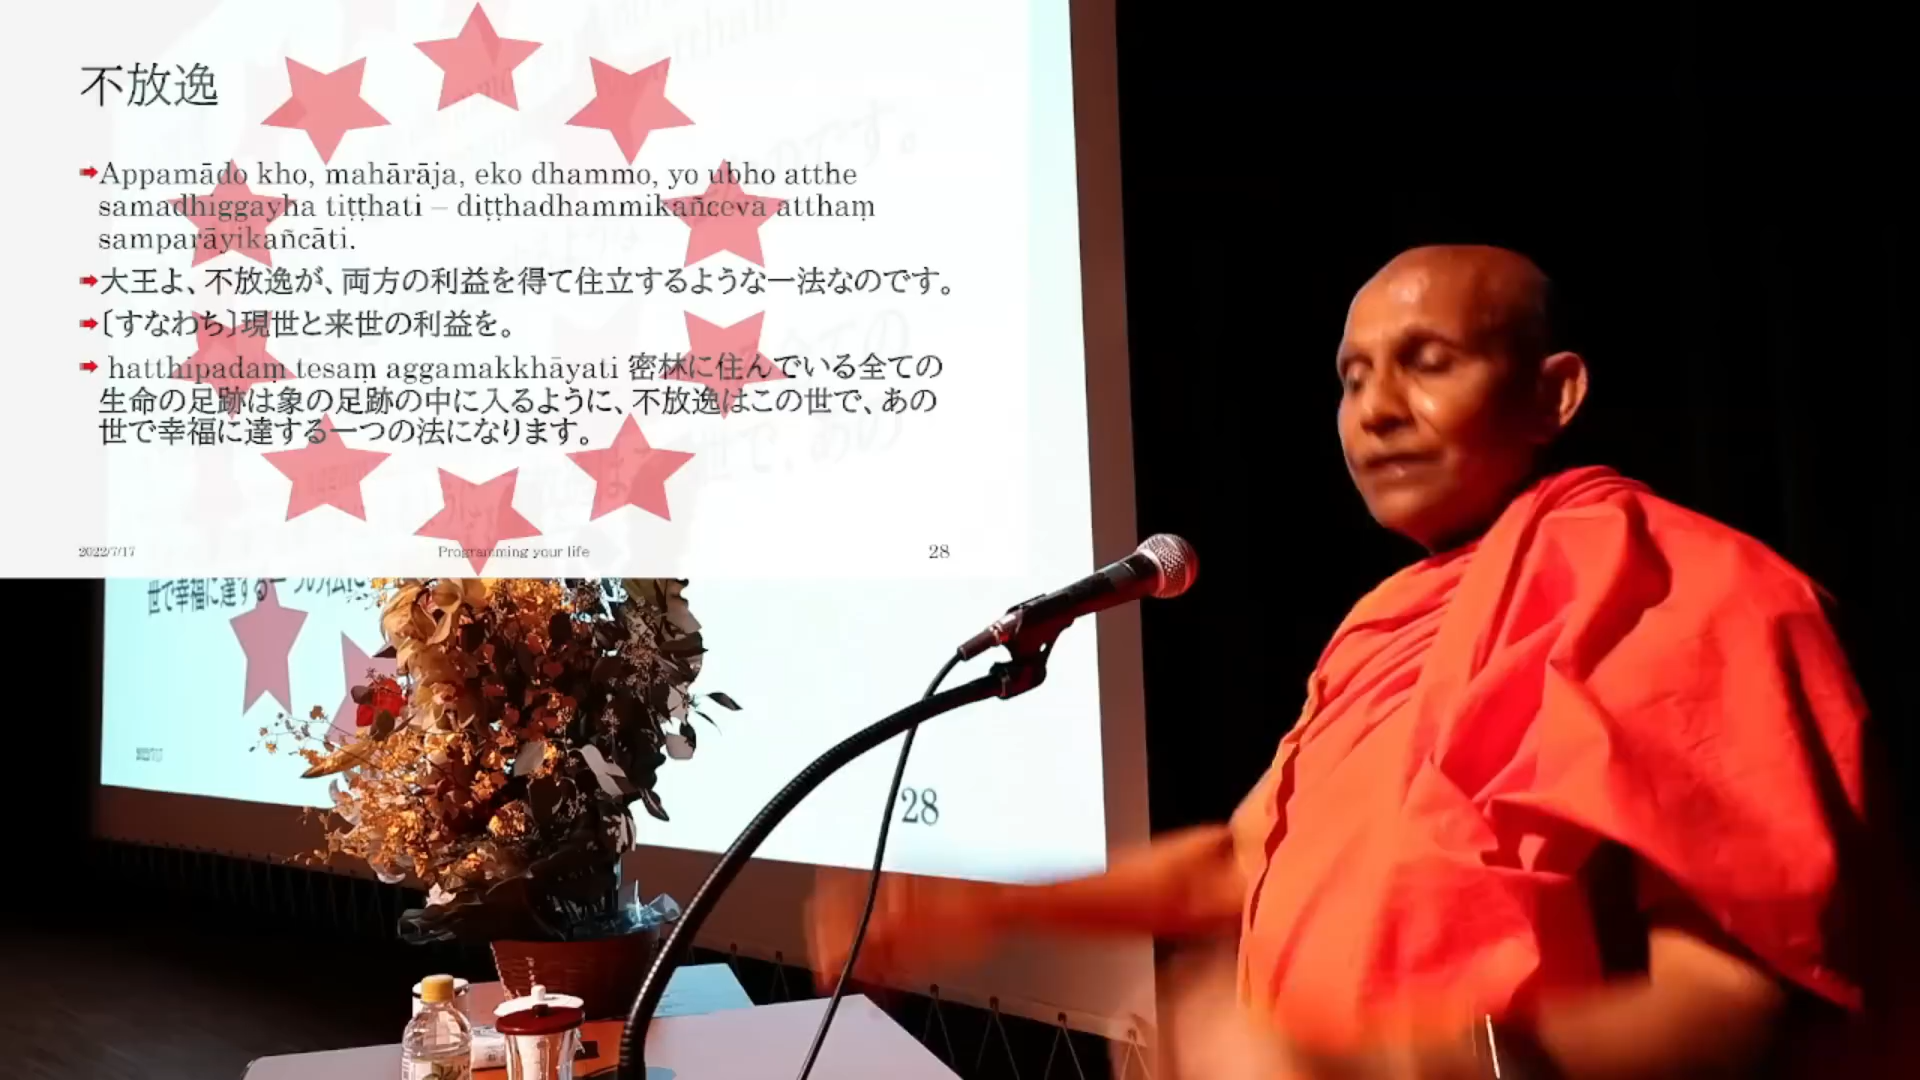 不放逸
Appamādo kho, mahārāja, eko dhammo, yo ubho atthe
samadhiggayha tiṭṭhati – diṭṭhadhammikañceva atthaṃ
samparāyikañcāti.
大王よ、不放逸が、両方の利益を得て住立するような一法なのです。
〔すなわち〕現世と来世の利益を。
hatthipadaṃ tesaṃ aggamakkhāyati 密林に住んでいる全ての
生命の足跡は象の足跡の中に入るように、不放逸はこの世で、あの
世で幸福に達する一つの法になります。
2022/7/17
Programming your life
28
世で幸福に達する一つの法に
28